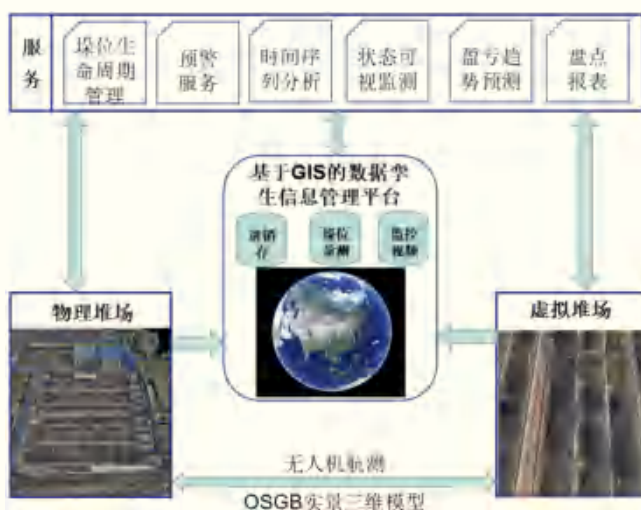 服
务
垛位生
命周期
管理
预警
服务
时间序
列分析
状态可
视监测
盈亏趋
势预测
盘点
报表
基于GIS的数据孪
生信息管理平台
进销
存
垛位
量测
监控
视频
物理堆场
虚拟堆场
无人机航测
OSGB实景三维模型